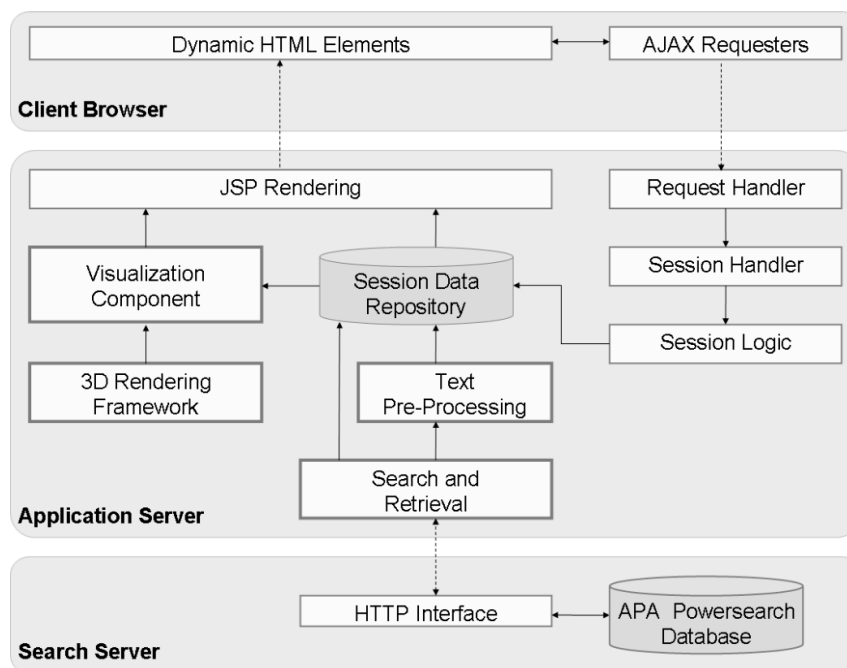 Dynamic HTML Elements
AJAX Requesters
Client Browser
JSP Rendering
Request Handler
Visualization
Component
Session Data
Repository
Session Handler
Session Logic
3D Rendering
Framework
Text
Pre-Processing
Search and
Retrieval
Application Server
HTTP Interface
APA Powersearch
Database
Search Server